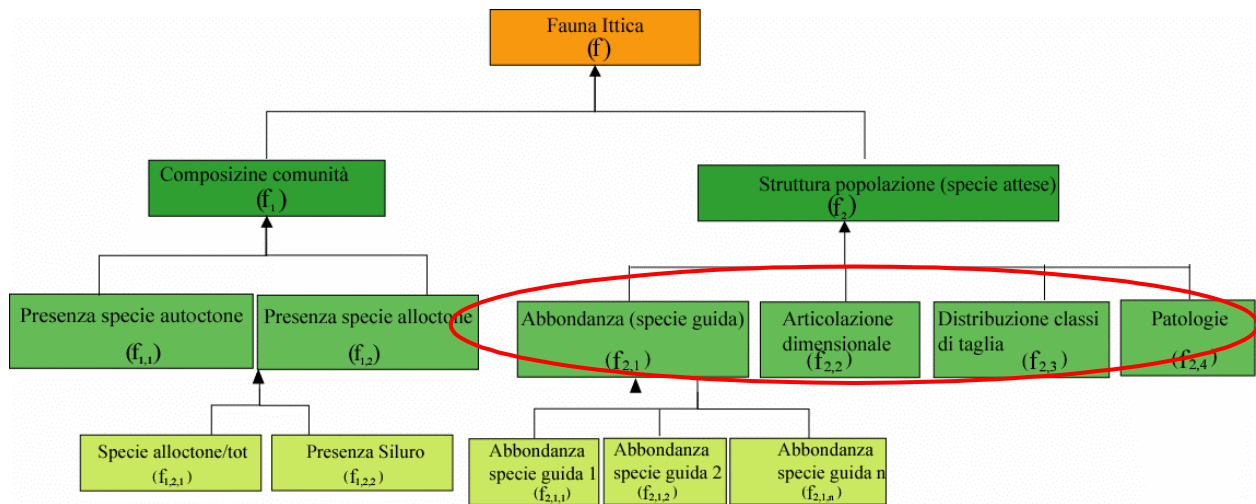 Fauna Ittica
(f)
Composizine comunità
(f₁)
Struttura popolazione (specie attese)
(f₂)
Presenza specie autoctone
(f₁,₁)
Presenza specie alloctone
(f₁,₂)
Abbondanza (specie guida)
(f₂,₁)
Articolazione
dimensionale
(f₂,₂)
Distribuzione classi
di taglia
(f₂,₃)
Patologie
(f₂,₄)
Specie alloctone/tot
(f₁,₂,₁)
Presenza Siluro
(f₁,₂,₂)
Abbondanza
specie guida 1
(f₂,₁,₁)
Abbondanza
specie guida 2
(f₂,₁,₂)
Abbondanza
specie guida n
(f₂,₁,ₙ)